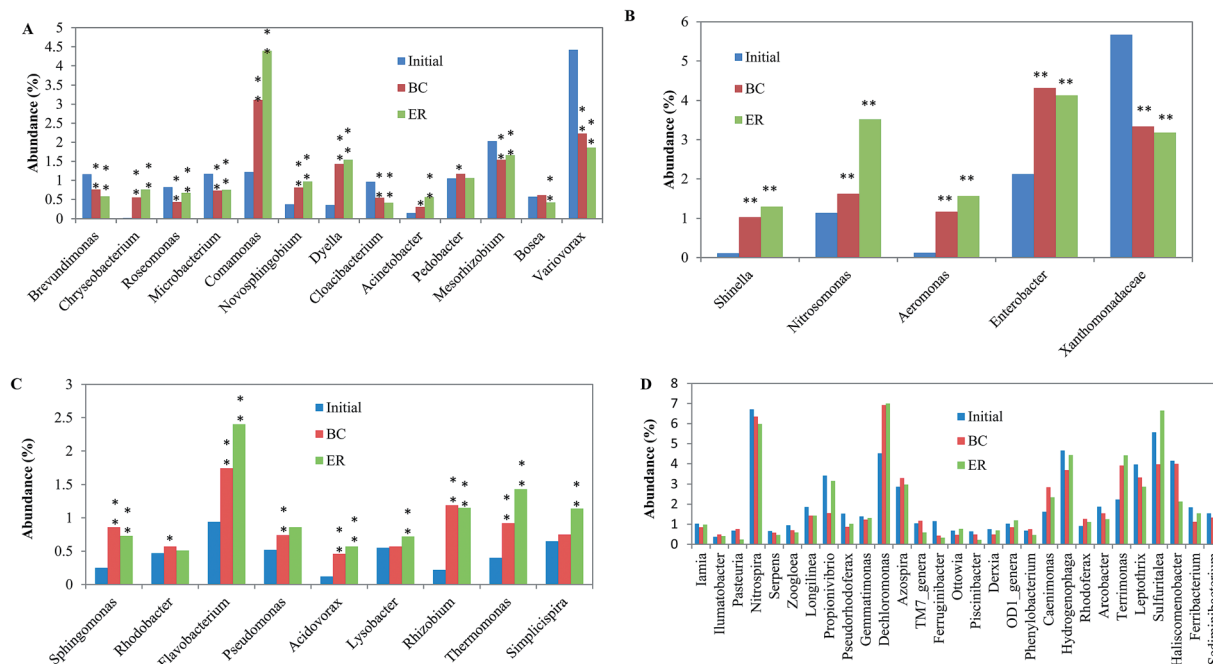 A
Abundance (%)
5
4.5
4
3.5
3
2.5
2
1.5
1
0.5
0
Initial
BC
ER
* * * * * * * * * * * * * * * * * * * * * * * * * * * * * * * * * * * * * * * * * * * *
Brevundimonas
Chryseobacterium
Roseomonas
Microbacterium
Comamonas
Novosphingobium
Dyella
Cloacibacterium
Acinetobacter
Pedobacter
Mesorhizobium
Bosea
Variovorax
B
Abundance (%)
6
5
4
3
2
1
0
Initial
BC
ER
** ** ** ** ** ** ** ** ** **
Shinella
Nitrosomonas
Aeromonas
Enterobacter
Xanthomonadaceae
C
Abundance (%)
3
2.5
2
1.5
1
0.5
0
Initial
BC
ER
* * * * * * * * * * * * * * * * * * * * * * * * * * *
Sphingomonas
Rhodobacter
Flavobacterium
Pseudomonas
Acidovorax
Lysobacter
Rhizobium
Thermomonas
Simplicispira
D
Abundance (%)
8
7
6
5
4
3
2
1
0
Initial
BC
ER
Iamia
Ilumatobacter
Pasteuria
Nitrospira
Serpens
Zoogloea
Longilinea
Propionivibrio
Pseudorhodoferax
Gemmatimonas
Dechloromonas
Azospira
TM7_genera
Ferruginibacter
Ottowia
Piscinibacter
Derxia
OD1_genera
Phenylobacterium
Caenimonas
Hydrogenophaga
Rhodoferax
Arcobacter
Terrimonas
Leptothrix
Sulfuritalea
Haliscomenobacter
Ferribacterium